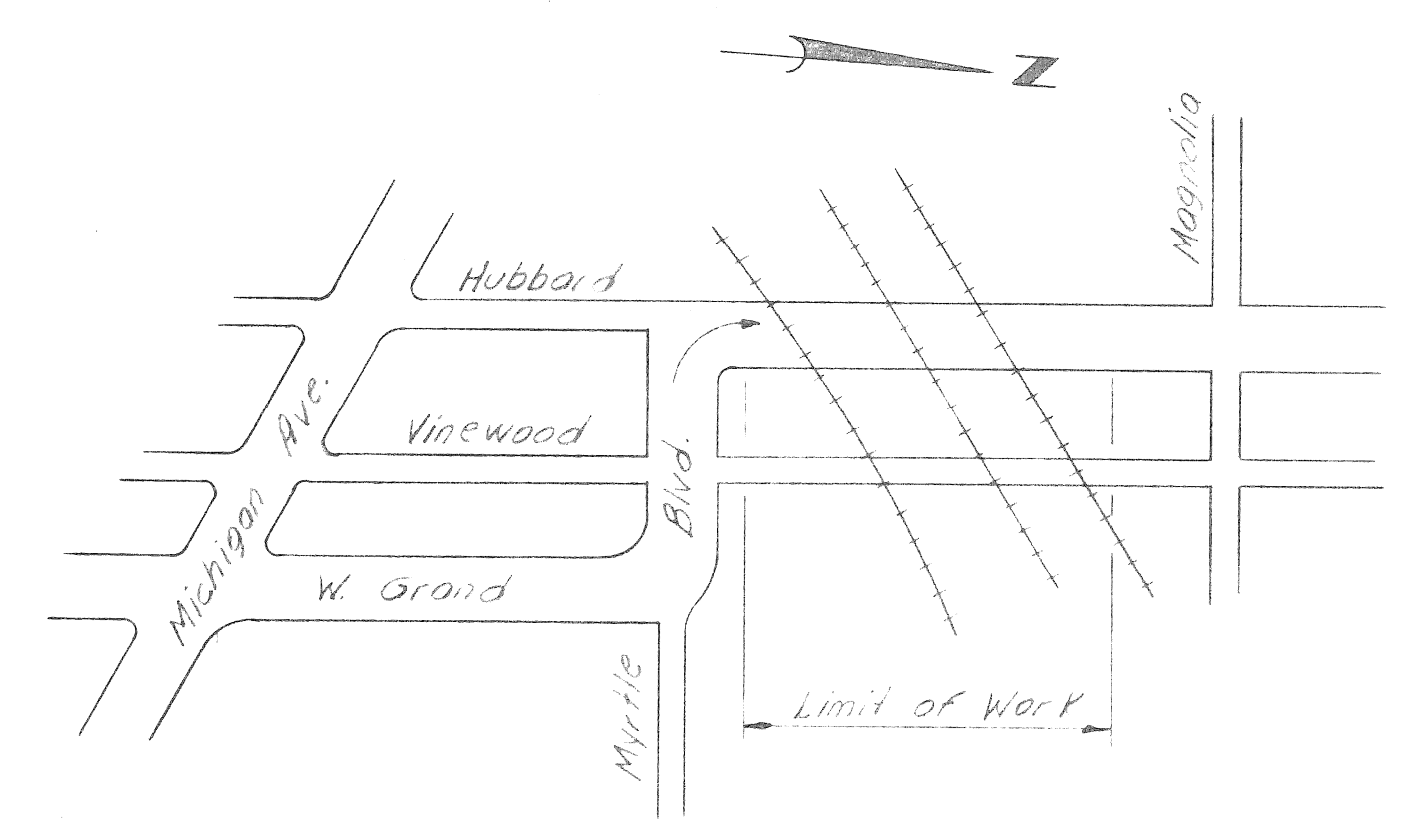 N
Magnolia
Hubbard
Michigan Ave.
Vinewood
Blvd.
W. Grand
Myrtle
Limit of Work